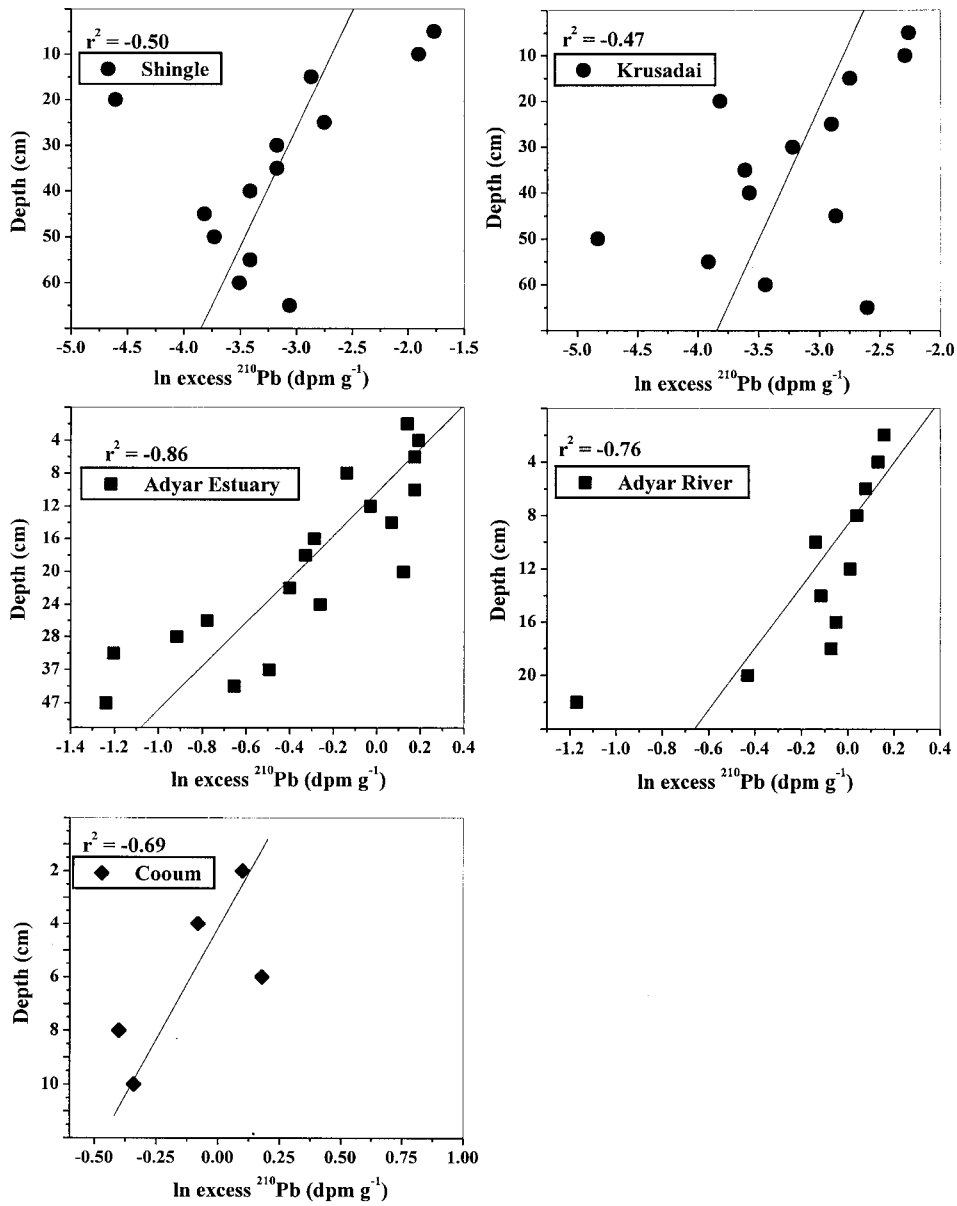 r² = -0.50
Shingle
10
20
30
40
50
60
Depth (cm)
-5.0 -4.5 -4.0 -3.5 -3.0 -2.5 -2.0 -1.5
ln excess ²¹⁰Pb (dpm g⁻¹)
r² = -0.47
Krusadai
10
20
30
40
50
60
Depth (cm)
-5.0 -4.5 -4.0 -3.5 -3.0 -2.5 -2.0
ln excess ²¹⁰Pb (dpm g⁻¹)
r² = -0.86
Adyar Estuary
4
8
12
16
20
24
28
37
47
Depth (cm)
-1.4 -1.2 -1.0 -0.8 -0.6 -0.4 -0.2 0.0 0.2 0.4
ln excess ²¹⁰Pb (dpm g⁻¹)
r² = -0.76
Adyar River
4
8
12
16
20
Depth (cm)
-1.2 -1.0 -0.8 -0.6 -0.4 -0.2 0.0 0.2 0.4
ln excess ²¹⁰Pb (dpm g⁻¹)
r² = -0.69
Cooum
2
4
6
8
10
Depth (cm)
-0.50 -0.25 0.00 0.25 0.50 0.75 1.00
ln excess ²¹⁰Pb (dpm g⁻¹)